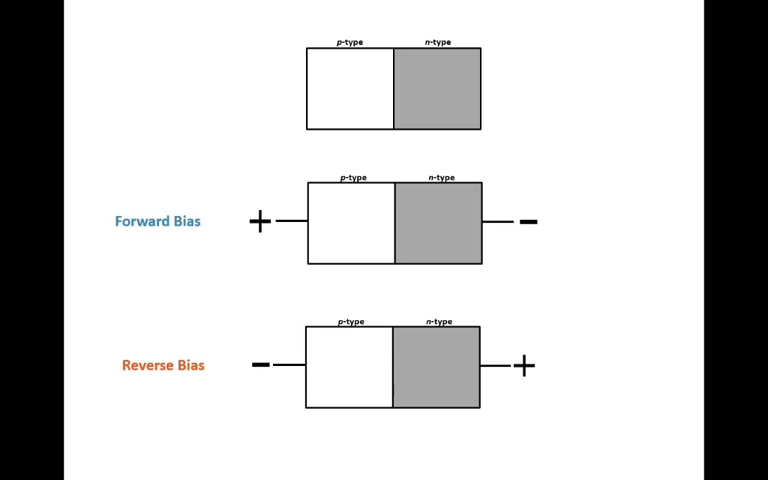 p-type n-type
p-type n-type
Forward Bias + −
p-type n-type
Reverse Bias − +